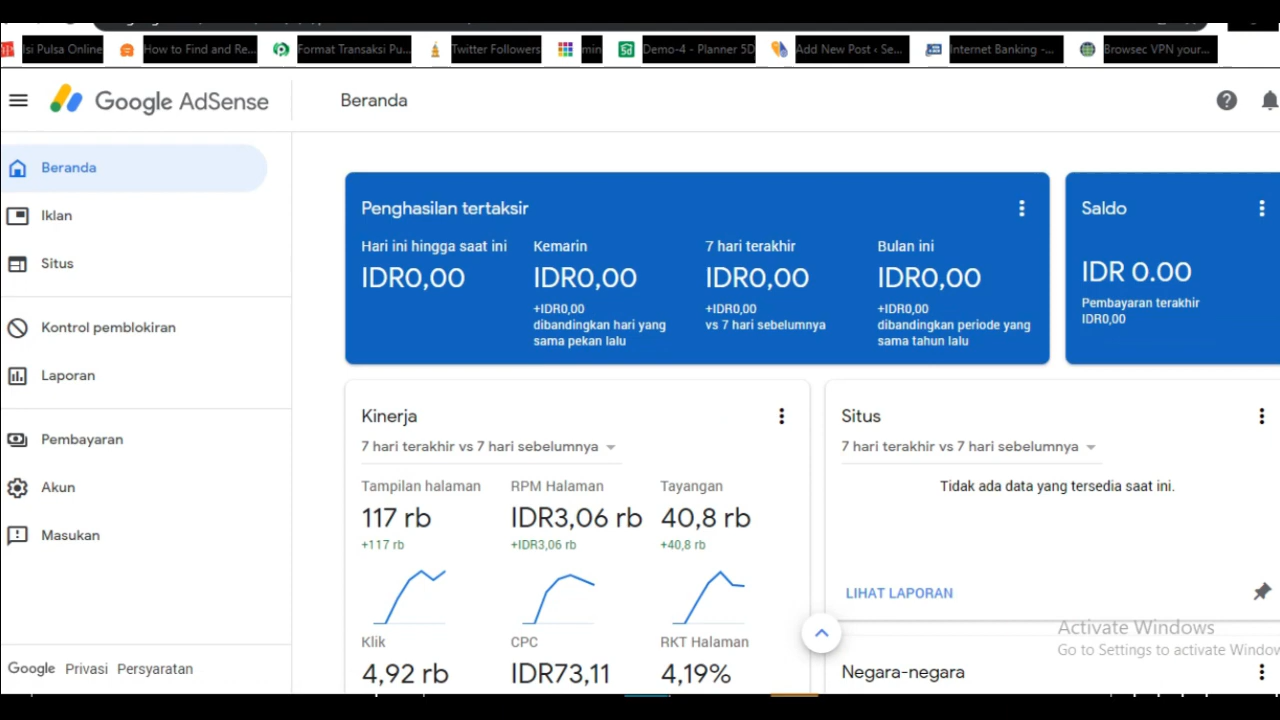 Isi Pulsa Online
How to Find and Re...
Format Transaksi Pu...
Twitter Followers
min
Demo-4 - Planner 5D
Add New Post ‹ Se...
Internet Banking -...
Browsec VPN your...
Google AdSense
Beranda
Beranda
Iklan
Situs
Kontrol pemblokiran
Laporan
Pembayaran
Akun
Masukan
Google Privasi Persyaratan
Penghasilan tertaksir
Hari ini hingga saat ini
IDR0,00
Kemarin
IDR0,00
+IDR0,00
dibandingkan hari yang
sama pekan lalu
7 hari terakhir
IDR0,00
+IDR0,00
vs 7 hari sebelumnya
Bulan ini
IDR0,00
+IDR0,00
dibandingkan periode yang
sama tahun lalu
Saldo
IDR 0.00
Pembayaran terakhir
IDR0,00
Kinerja
7 hari terakhir vs 7 hari sebelumnya
Tampilan halaman
117 rb
+117 rb
RPM Halaman
IDR3,06 rb
+IDR3,06 rb
Tayangan
40,8 rb
+40,8 rb
Klik
4,92 rb
CPC
IDR73,11
RKT Halaman
4,19%
Situs
7 hari terakhir vs 7 hari sebelumnya
Tidak ada data yang tersedia saat ini.
LIHAT LAPORAN
Negara-negara
Activate Windows
Go to Settings to activate Window